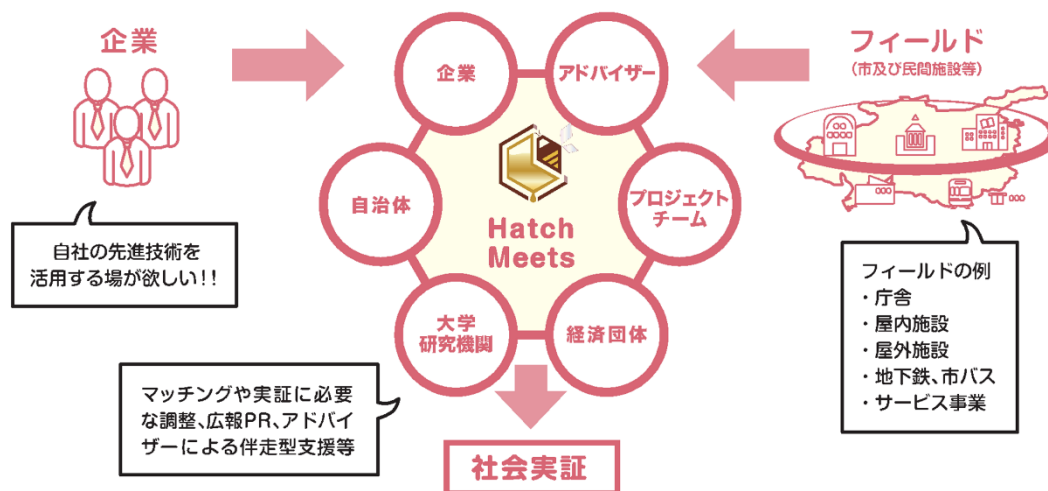 企業
フィールド
(市及び民間施設等)
企業
アドバイザー
自治体
プロジェクト
チーム
Hatch
Meets
大学
研究機関
経済団体
自社の先進技術を
活用する場が欲しい!!
フィールドの例
・庁舎
・屋内施設
・屋外施設
・地下鉄、市バス
・サービス事業
マッチングや実証に必要
な調整、広報PR、アドバイ
ザーによる伴走型支援等
社会実証